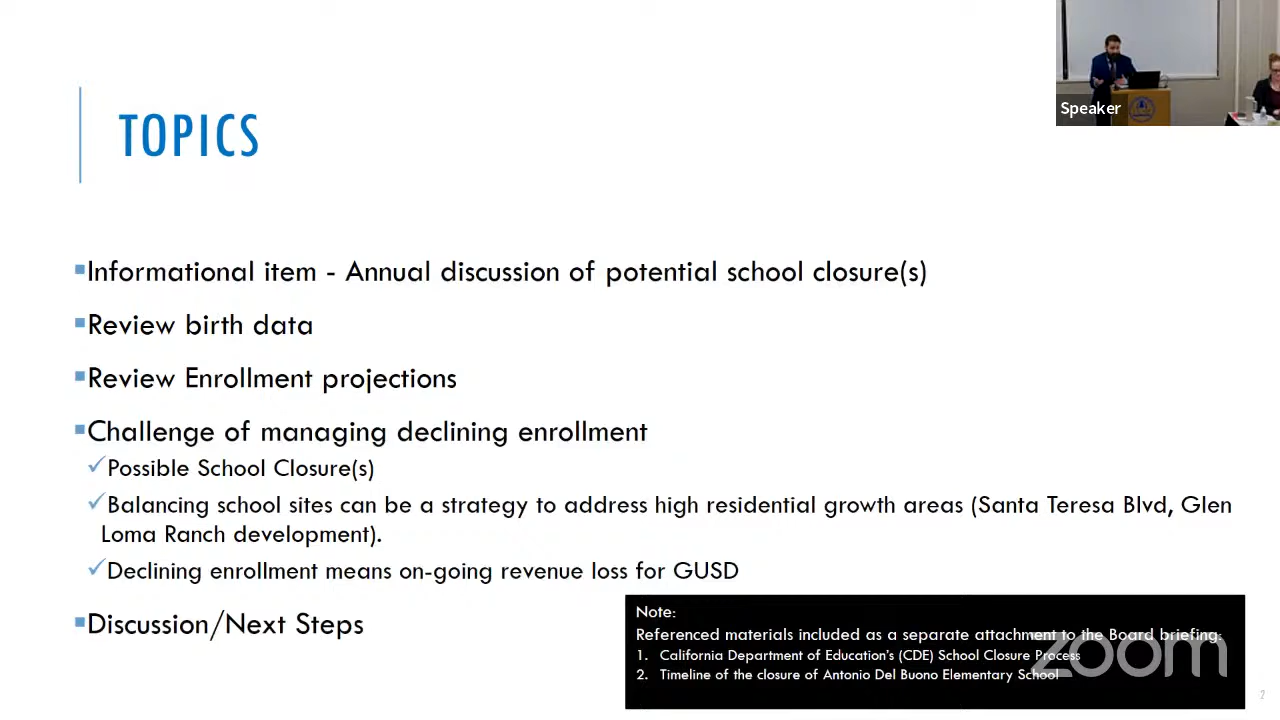 Speaker
TOPICS
▪Informational item - Annual discussion of potential school closure(s)
▪Review birth data
▪Review Enrollment projections
▪Challenge of managing declining enrollment
✓Possible School Closure(s)
✓Balancing school sites can be a strategy to address high residential growth areas (Santa Teresa Blvd, Glen
Loma Ranch development).
✓Declining enrollment means on-going revenue loss for GUSD
▪Discussion/Next Steps
Note:
Referenced materials included as a separate attachment to the Board briefing:
1. California Department of Education's (CDE) School Closure Process
2. Timeline of the closure of Antonio Del Buono Elementary School
zoom
2